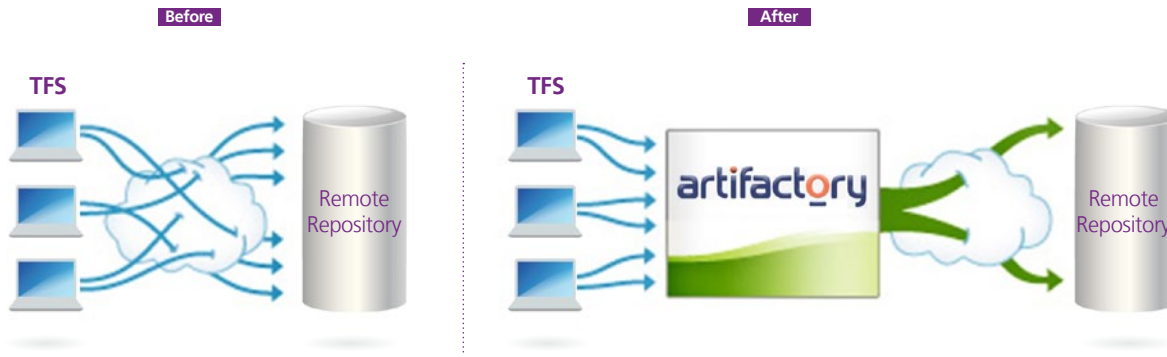 Before
After
TFS
TFS
Remote
Repository
artifactory
Remote
Repository